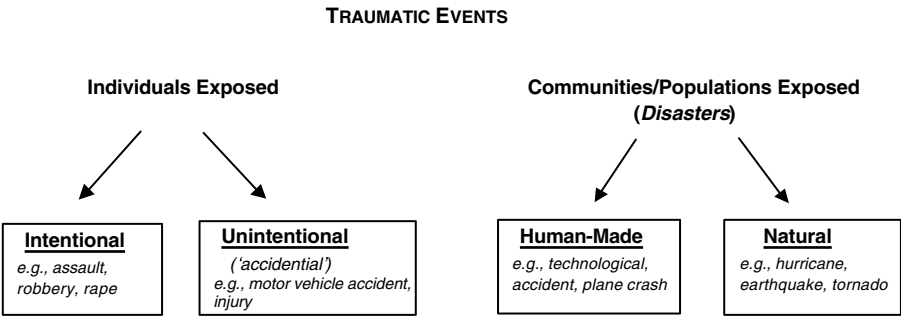 TRAUMATIC EVENTS
Individuals Exposed
Communities/Populations Exposed
(Disasters)
Intentional
e.g., assault,
robbery, rape
Unintentional
('accidential')
e.g., motor vehicle accident,
injury
Human-Made
e.g., technological,
accident, plane crash
Natural
e.g., hurricane,
earthquake, tornado